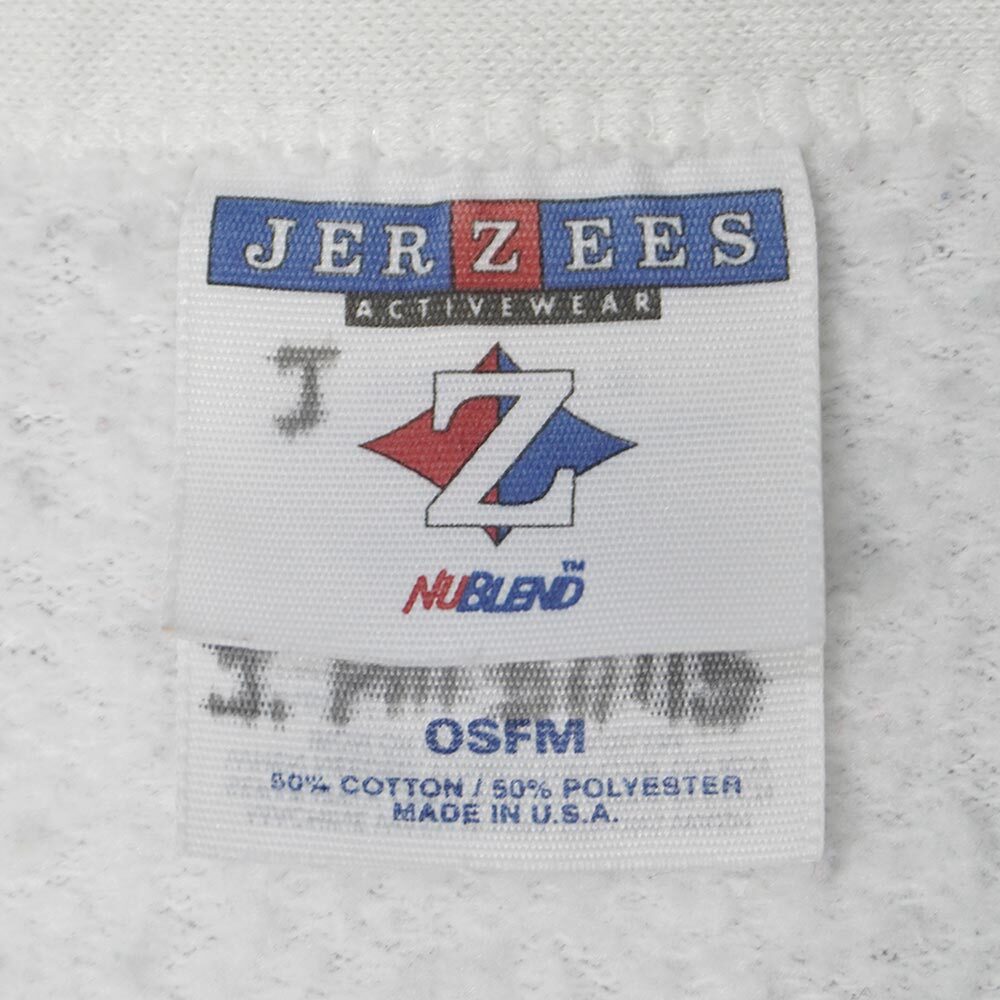 JERZEES
ACTIVEWEAR
J
Z
NUBLEND™
J.
OSFM
50% COTTON / 50% POLYESTER
MADE IN U.S.A.